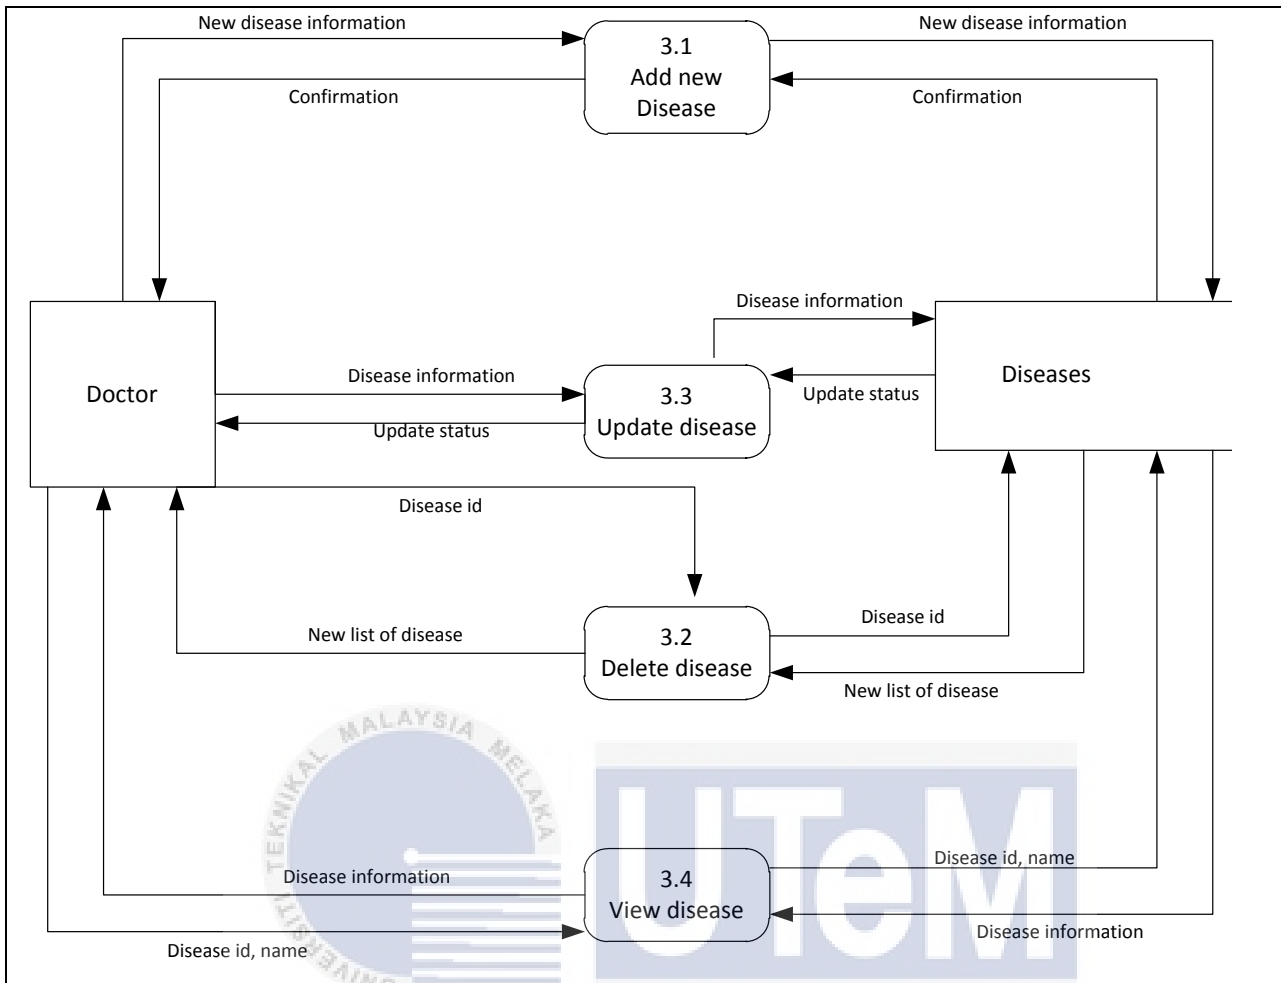 New disease information
3.1
Add new
Disease
New disease information
Confirmation
Confirmation
Disease information
Doctor
Disease information
3.3
Update disease
Update status
Diseases
Update status
Disease id
New list of disease
3.2
Delete disease
Disease id
New list of disease
UNIVERSITI TEKNIKAL MALAYSIA MELAKA
UTeM
Disease information
3.4
View disease
Disease id, name
Disease id, name
Disease information